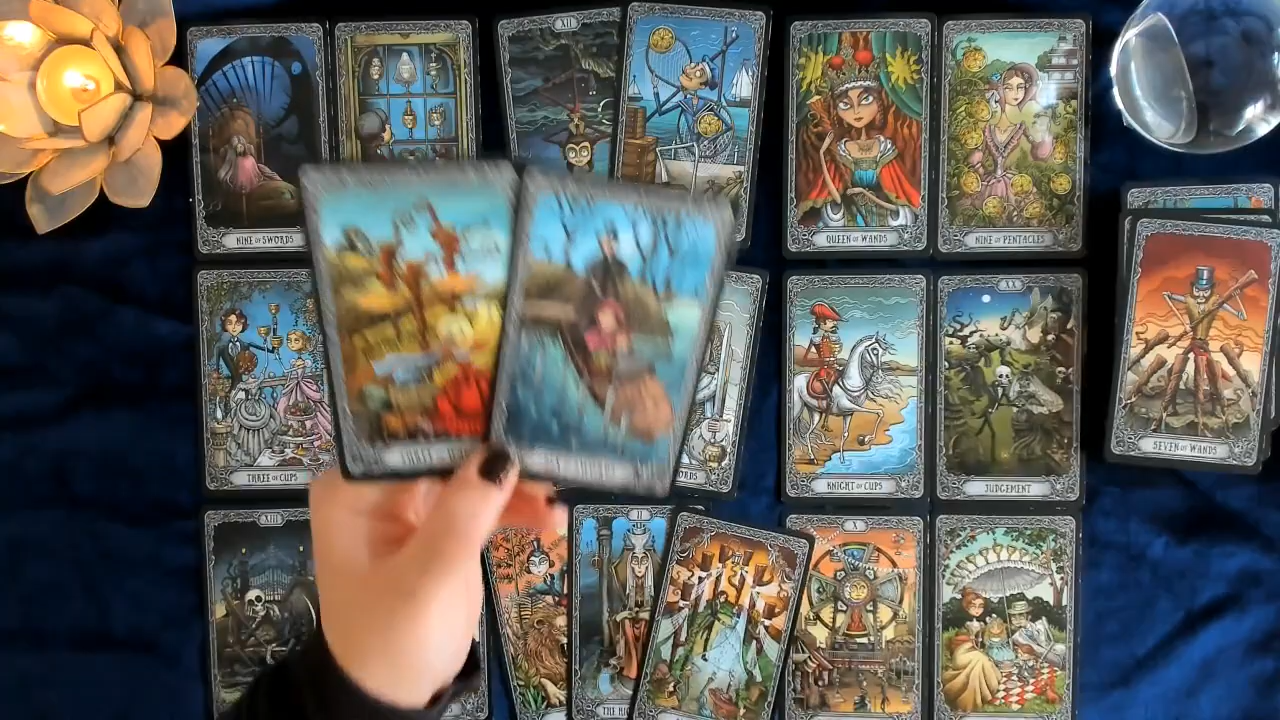 XII
NINE OF SWORDS
QUEEN OF WANDS
NINE OF PENTACLES
XX
THREE OF CUPS
KNIGHT OF CUPS
JUDGEMENT
SEVEN OF WANDS
XIII
II
X
THE